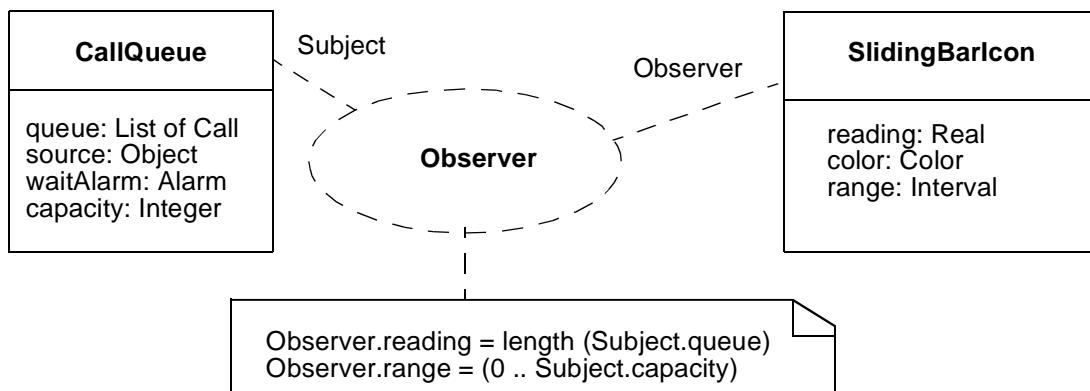 CallQueue
queue: List of Call
source: Object
waitAlarm: Alarm
capacity: Integer
Subject
Observer
Observer
SlidingBarIcon
reading: Real
color: Color
range: Interval
Observer.reading = length (Subject.queue)
Observer.range = (0 .. Subject.capacity)